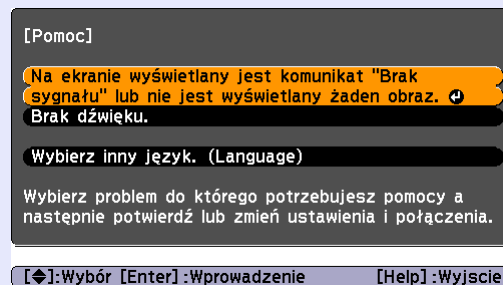 [Pomoc]
Na ekranie wyświetlany jest komunikat "Brak
sygnału" lub nie jest wyświetlany żaden obraz.
Brak dźwięku.
Wybierz inny język. (Language)
Wybierz problem do którego potrzebujesz pomocy a
następnie potwierdź lub zmień ustawienia i połączenia.
[◆]:Wybór [Enter]:Wprowadzenie [Help]:Wyjscie